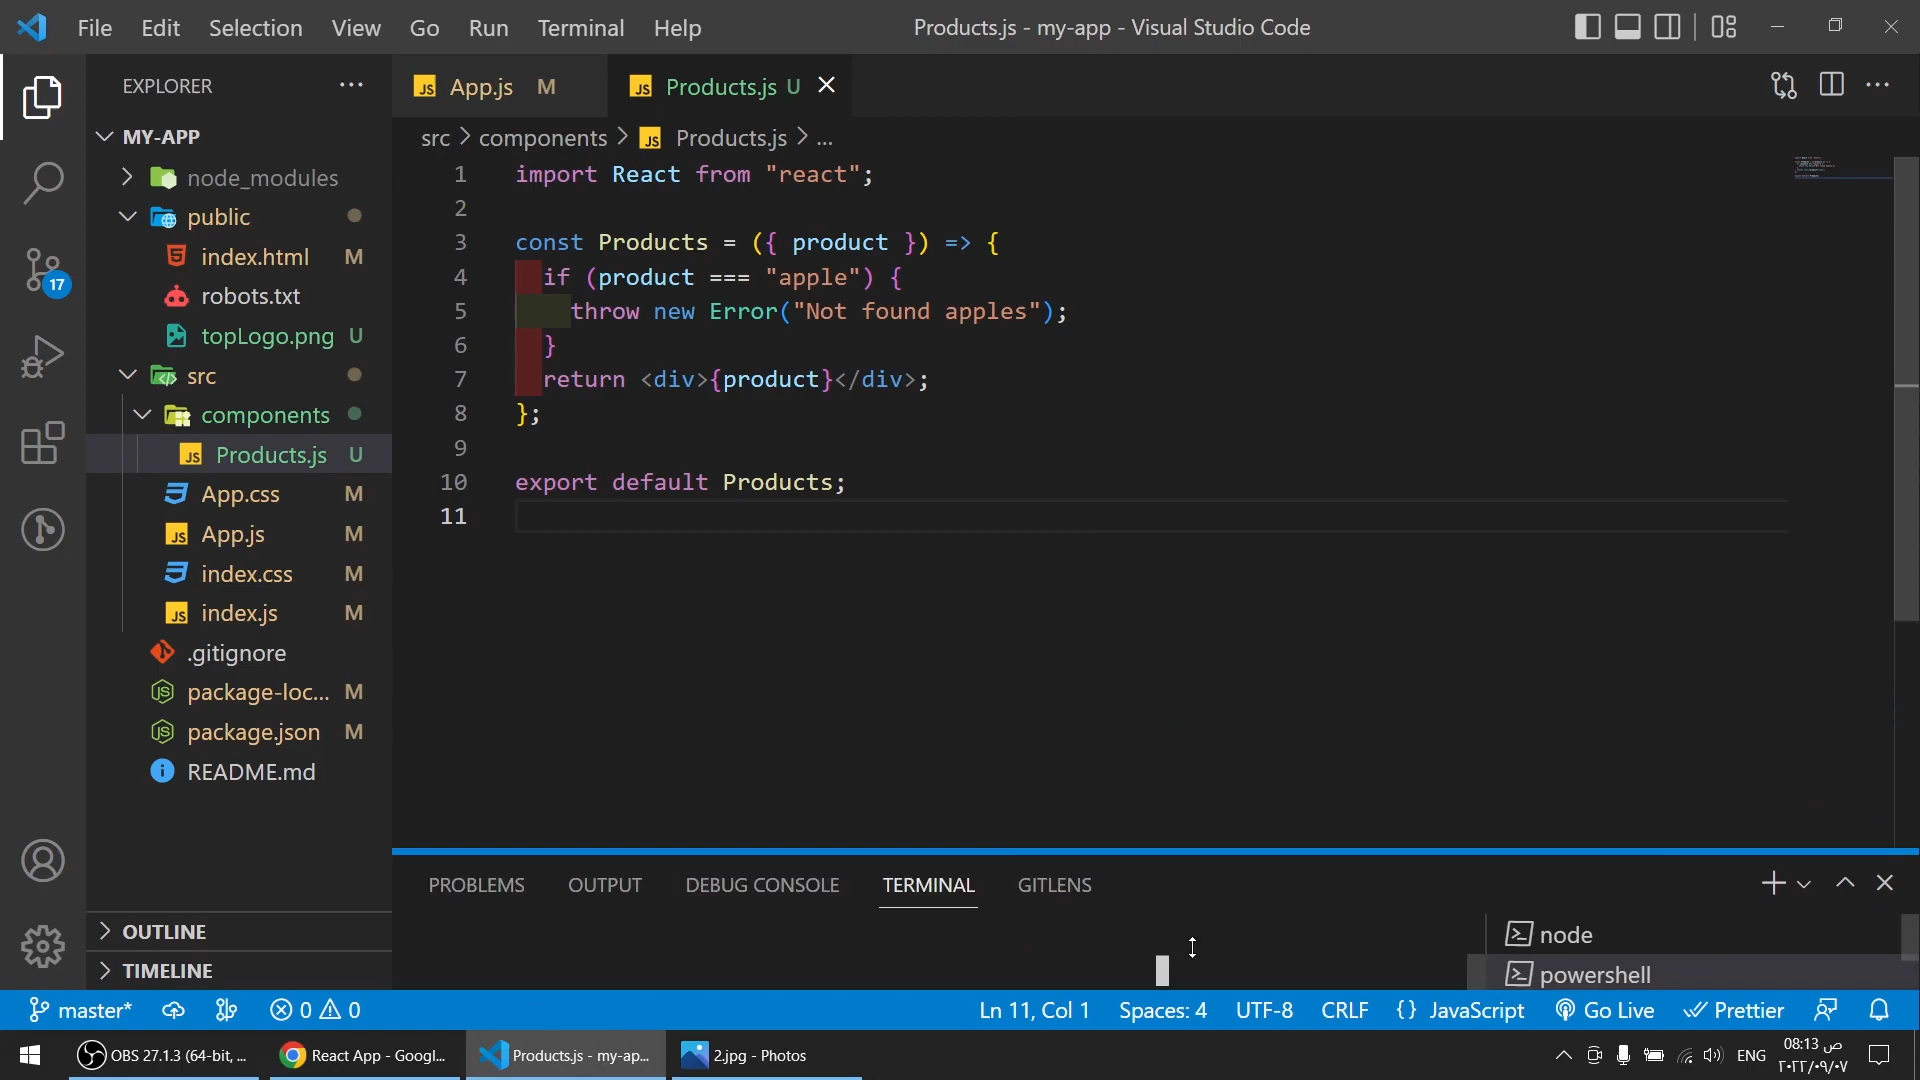 File Edit Selection View Go Run Terminal Help
Products.js - my-app - Visual Studio Code
EXPLORER
MY-APP
node_modules
public
index.html M
robots.txt
topLogo.png U
src
components
Products.js U
App.css M
App.js M
index.css M
index.js M
.gitignore
package-loc... M
package.json M
README.md
OUTLINE
TIMELINE
17
App.js M
Products.js U
src > components > Products.js > ...
1 import React from "react";
2
3 const Products = ({ product }) => {
4 if (product === "apple") {
5 throw new Error("Not found apples");
6 }
7 return <div>{product}</div>;
8 };
9
10 export default Products;
11
PROBLEMS OUTPUT DEBUG CONSOLE TERMINAL GITLENS
node
powershell
master* 0 0 Ln 11, Col 1 Spaces: 4 UTF-8 CRLF {} JavaScript Go Live Prettier
OBS 27.1.3 (64-bit, ... React App - Googl... Products.js - my-ap... 2.jpg - Photos ENG
08:13 ص
٢٠٢٢/٠٩/٠٧